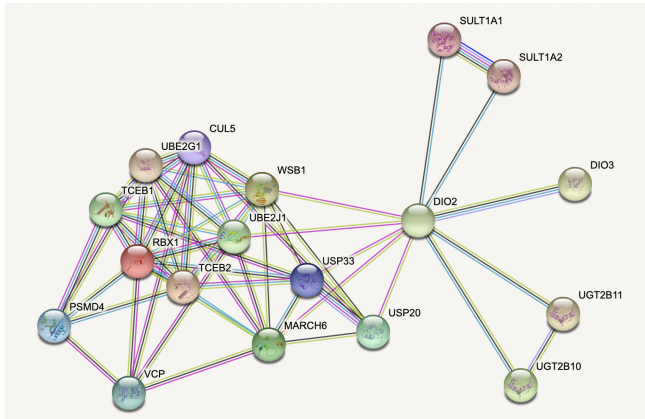 SULT1A1
SULT1A2
CUL5
UBE2G1
WSB1
DIO3
TCEB1
DIO2
UBE2J1
RBX1
USP33
TCEB2
UGT2B11
PSMD4
USP20
MARCH6
UGT2B10
VCP